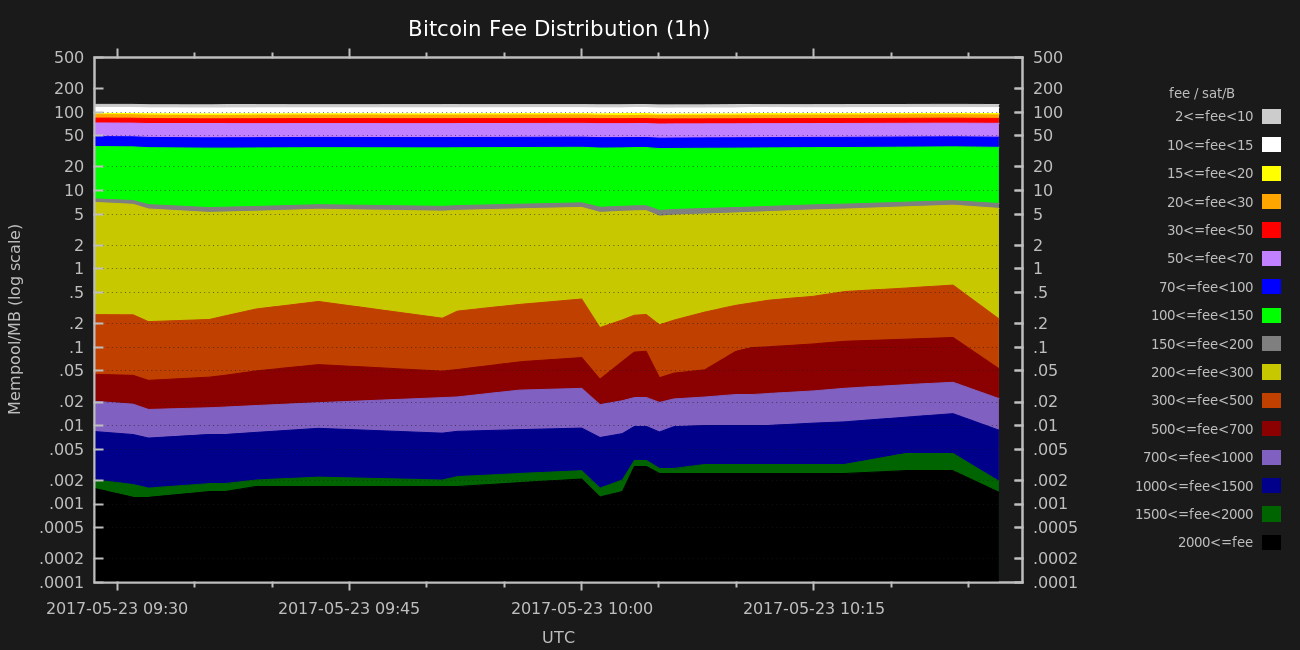 Bitcoin Fee Distribution (1h)
Mempool/MB (log scale)
500
200
100
50
20
10
5
2
1
.5
.2
.1
.05
.02
.01
.005
.002
.001
.0005
.0002
.0001
500
200
100
50
20
10
5
2
1
.5
.2
.1
.05
.02
.01
.005
.002
.001
.0005
.0002
.0001
2017-05-23 09:30
2017-05-23 09:45
2017-05-23 10:00
2017-05-23 10:15
UTC
fee / sat/B
2<=fee<10
10<=fee<15
15<=fee<20
20<=fee<30
30<=fee<50
50<=fee<70
70<=fee<100
100<=fee<150
150<=fee<200
200<=fee<300
300<=fee<500
500<=fee<700
700<=fee<1000
1000<=fee<1500
1500<=fee<2000
2000<=fee